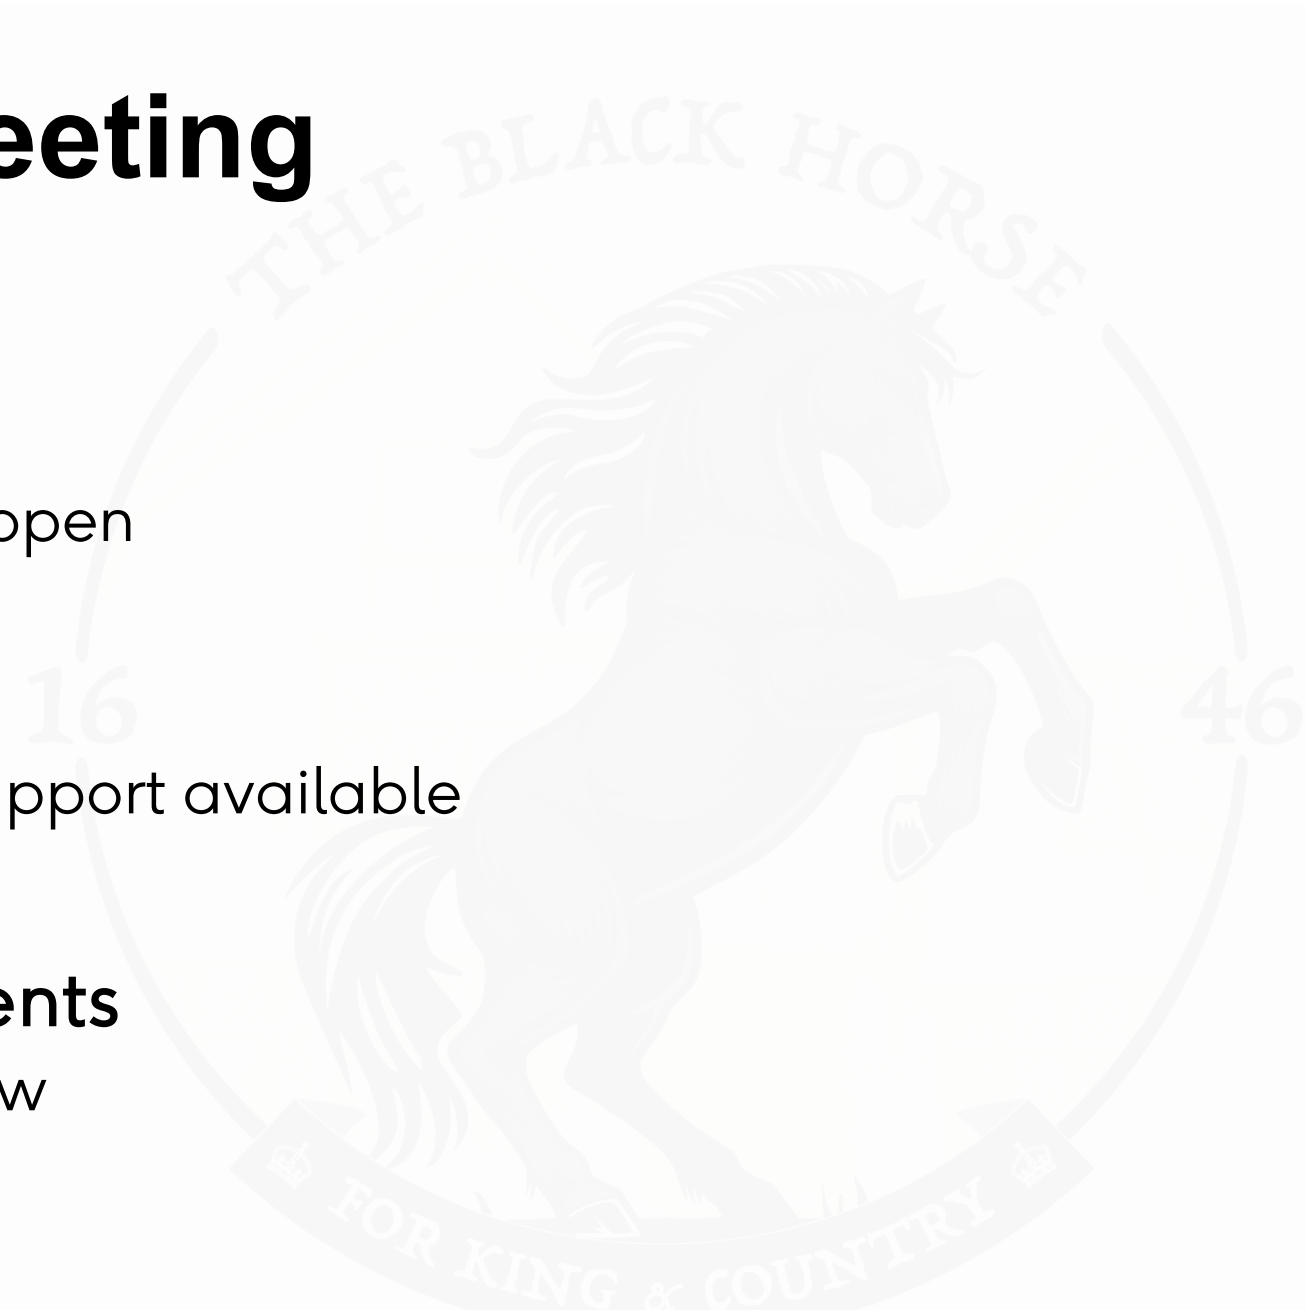 eeting
THE BLACK HORSE
open
16 46
pport available
ents
w
FOR KING & COUNTRY